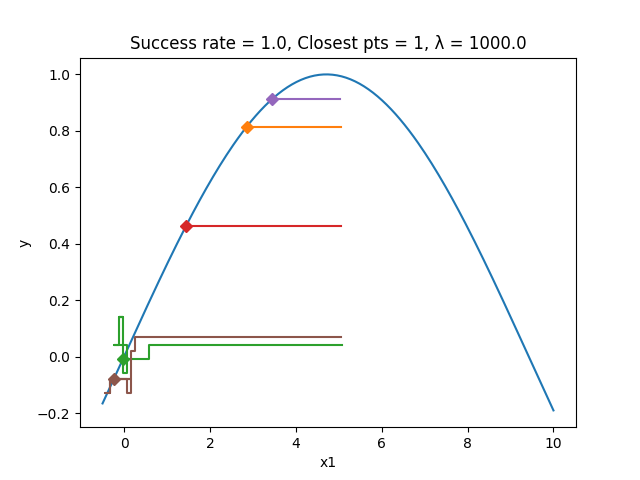 Success rate = 1.0, Closest pts = 1, λ = 1000.0
1.0
0.8
0.6
0.4
0.2
0.0
−0.2
y
0 2 4 6 8 10
x1